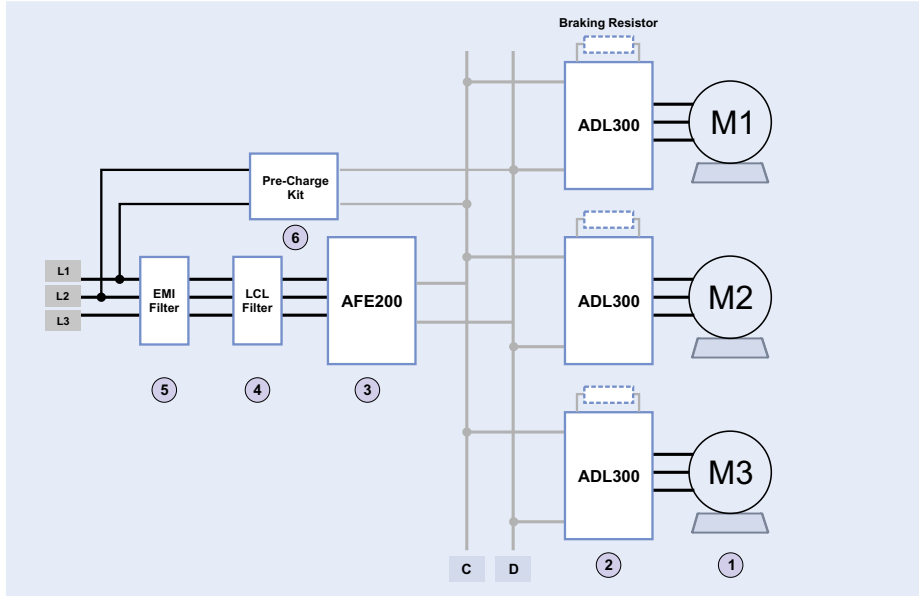 Braking Resistor
ADL300
M1
Pre-Charge
Kit
6
L1
L2
L3
EMI
Filter
LCL
Filter
AFE200
ADL300
M2
5
4
3
ADL300
M3
C
D
2
1